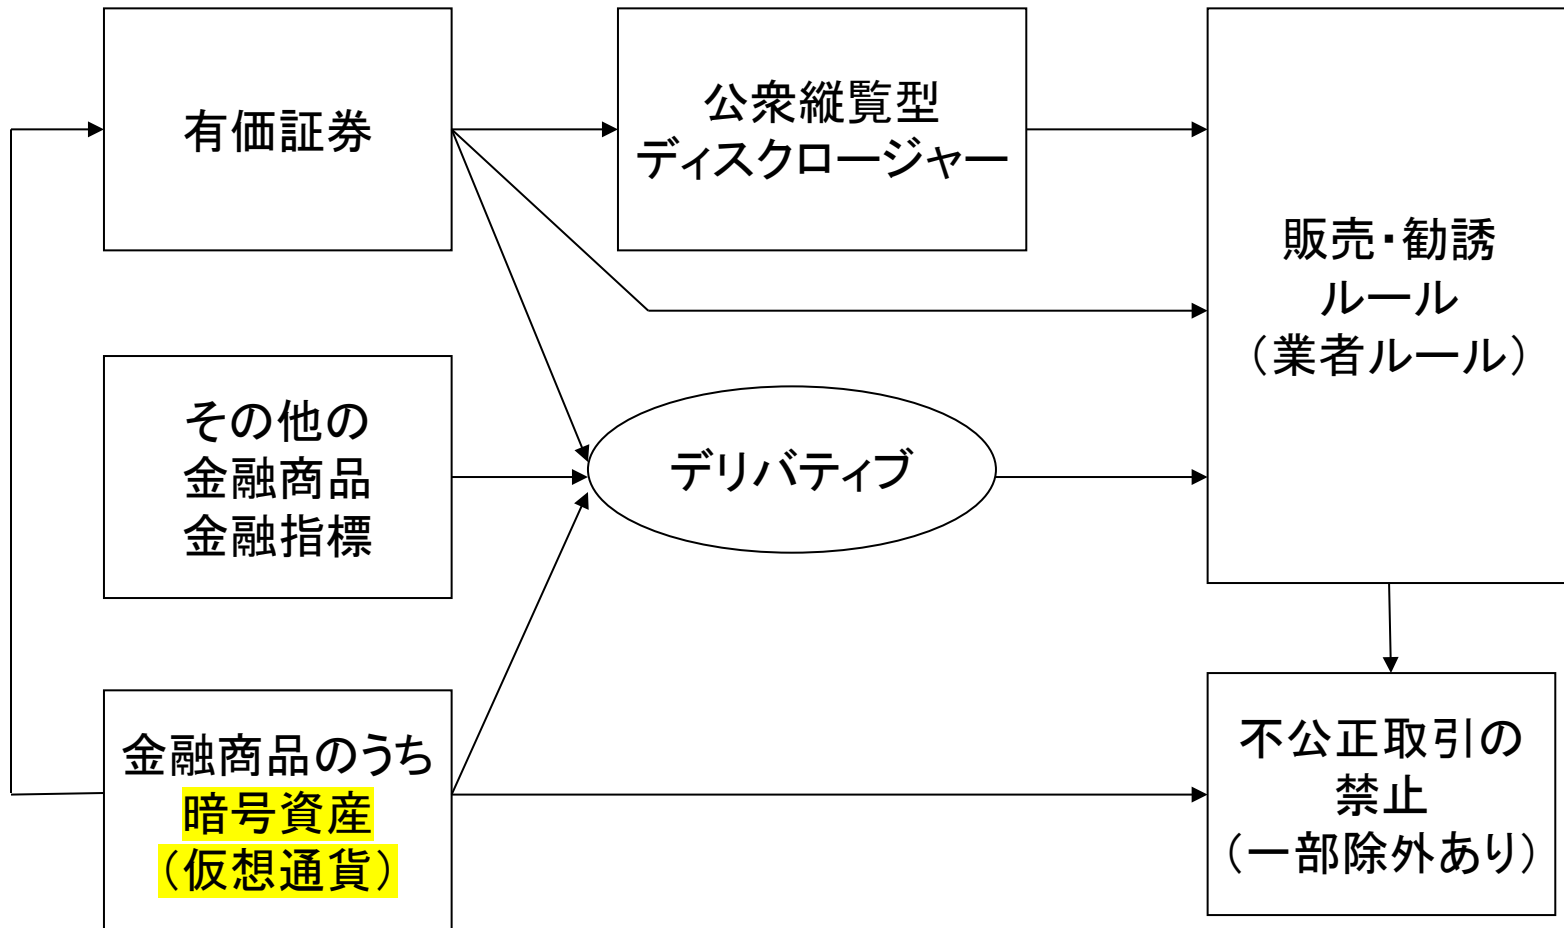 有価証券
公衆縦覧型
ディスクロージャー
販売・勧誘
ルール
（業者ルール）
その他の
金融商品
金融指標
デリバティブ
金融商品のうち
暗号資産
（仮想通貨）
不公正取引の
禁止
（一部除外あり）